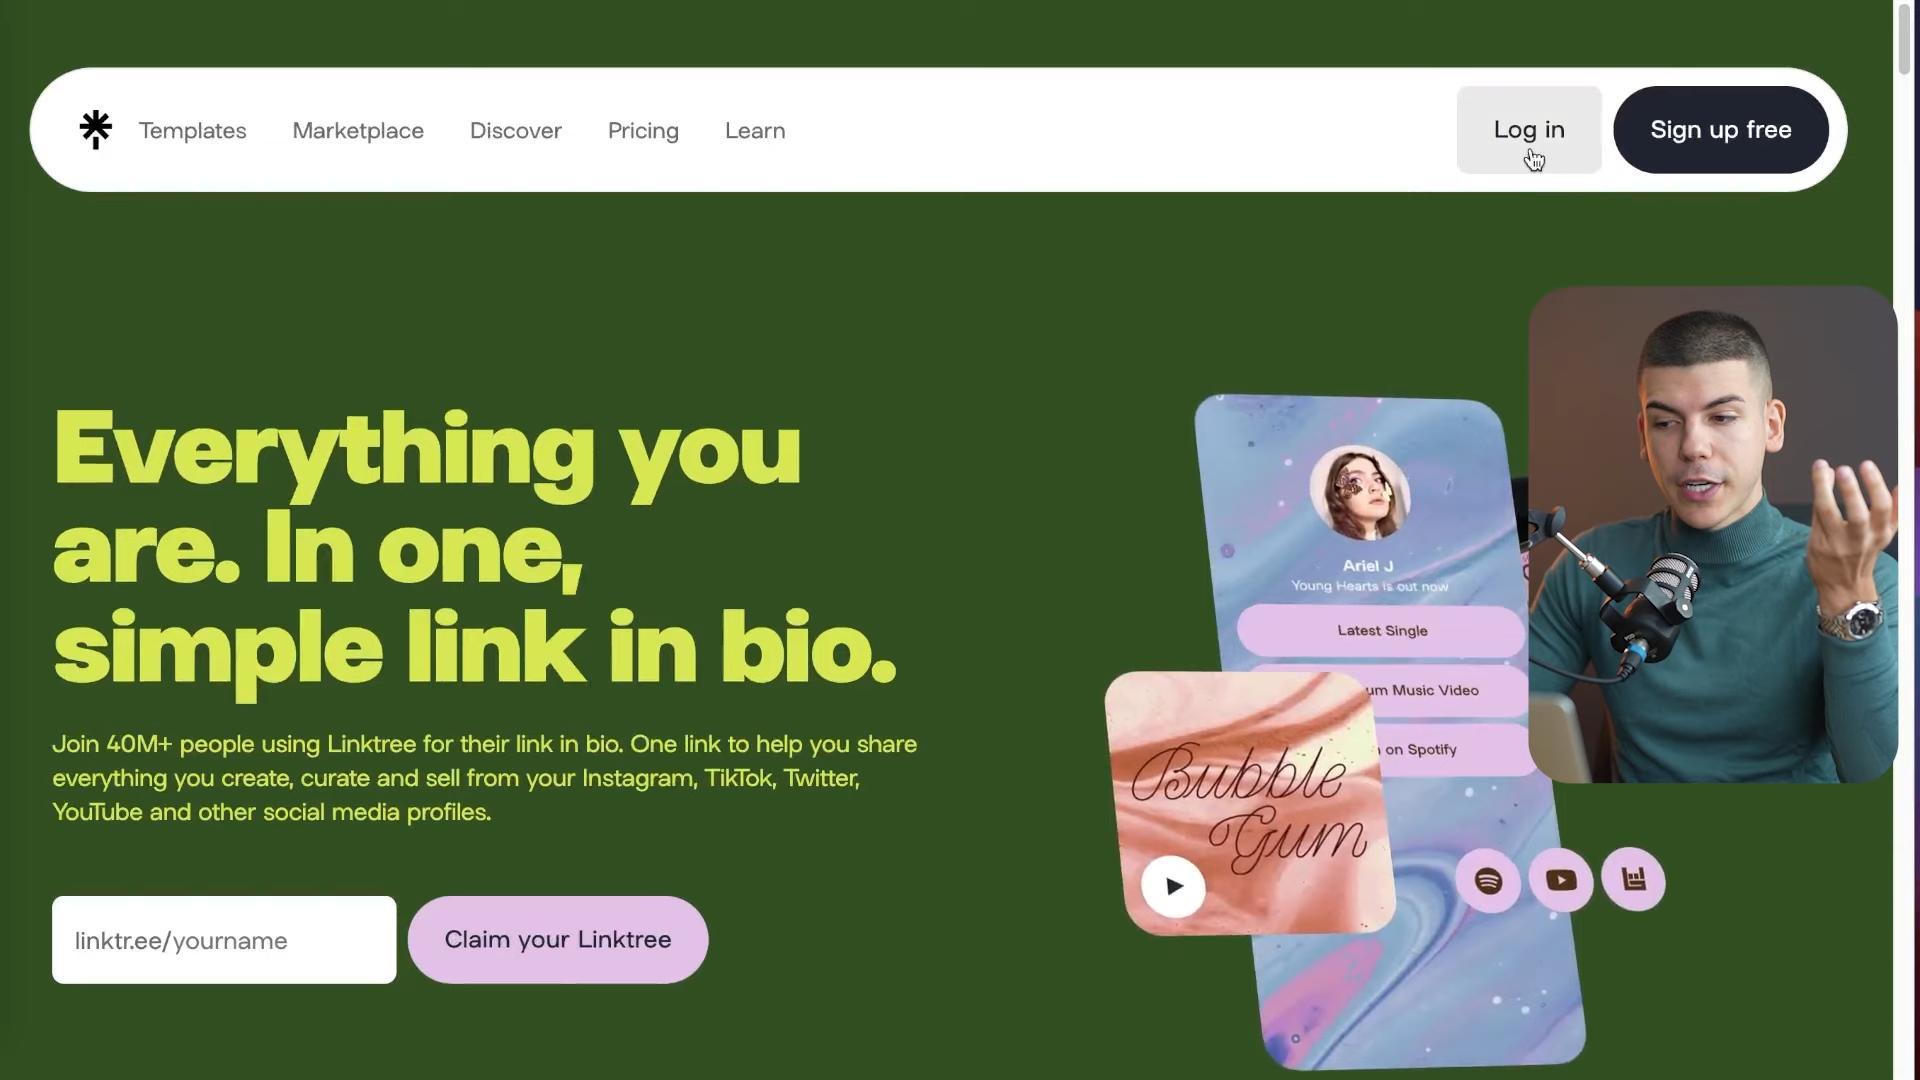 Templates Marketplace Discover Pricing Learn Log in Sign up free
Everything you
are. In one,
simple link in bio.
Join 40M+ people using Linktree for their link in bio. One link to help you share
everything you create, curate and sell from your Instagram, TikTok, Twitter,
YouTube and other social media profiles.
linktr.ee/yourname Claim your Linktree
Ariel J
Young Hearts is out now
Latest Single
Music Video
on Spotify
Bubble
Gum